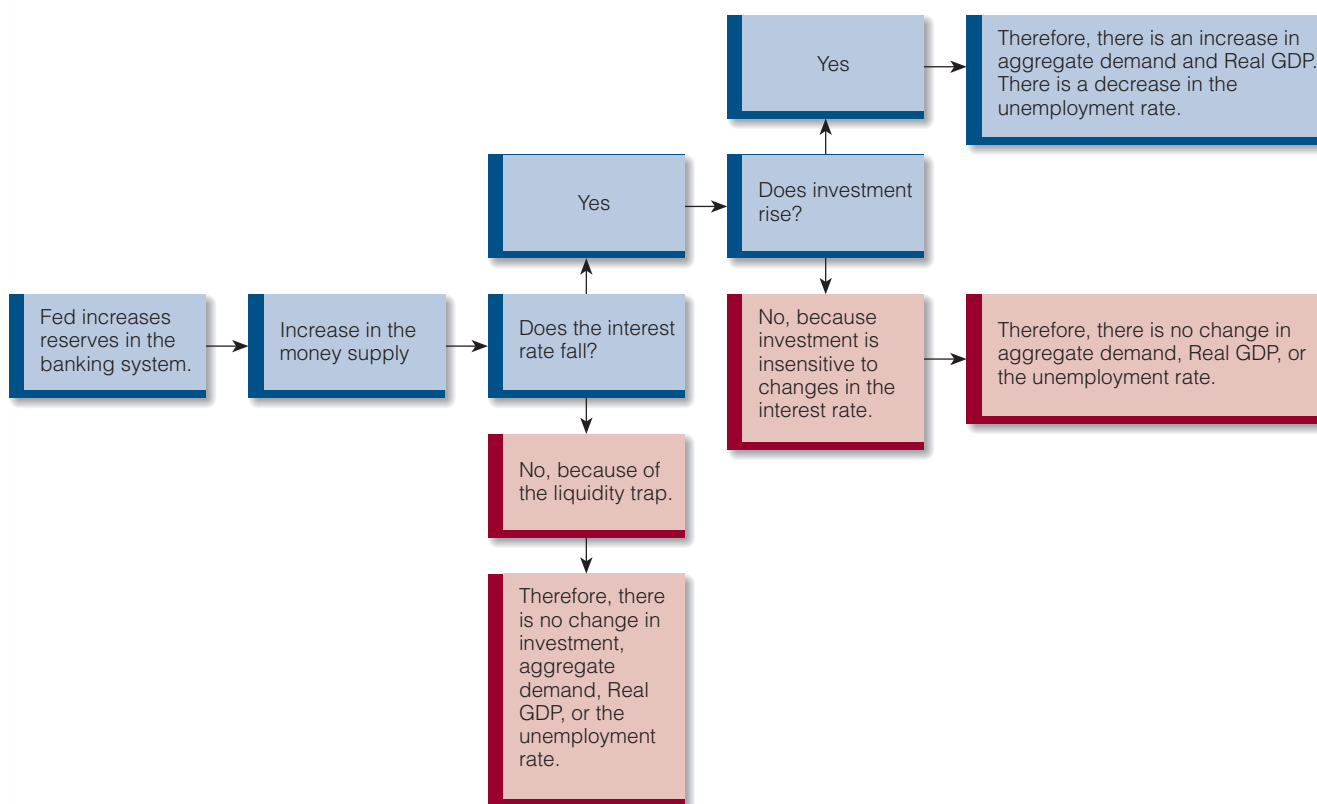 Fed increases
reserves in the
banking system.
Increase in the
money supply
Does the interest
rate fall?
Yes
Does investment
rise?
Yes
Therefore, there is an increase in
aggregate demand and Real GDP.
There is a decrease in the
unemployment rate.
No, because
investment is
insensitive to
changes in the
interest rate.
Therefore, there is no change in
aggregate demand, Real GDP, or
the unemployment rate.
No, because of
the liquidity trap.
Therefore, there
is no change in
investment,
aggregate
demand, Real
GDP, or the
unemployment
rate.